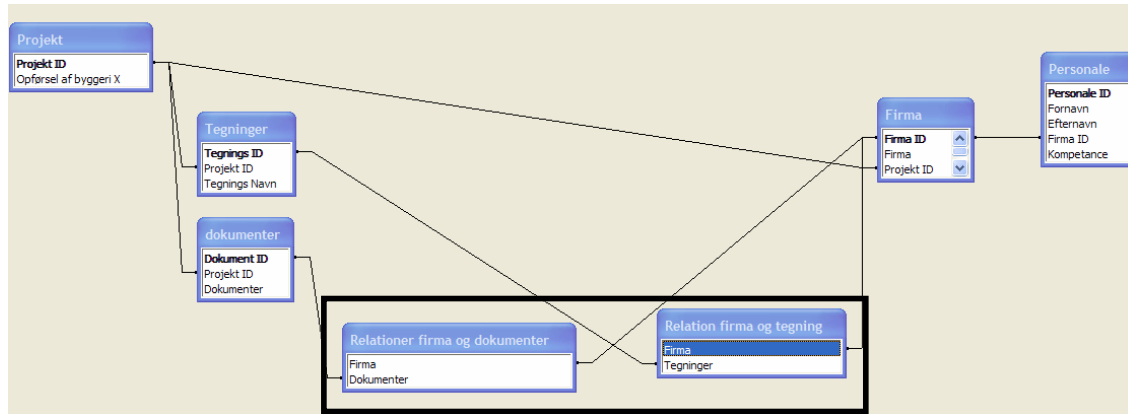 Projekt
Projekt ID
Opførsel af byggeri X
Tegninger
Tegnings ID
Projekt ID
Tegnings Navn
dokumenter
Dokument ID
Projekt ID
Dokumenter
Relationer firma og dokumenter
Firma
Dokumenter
Relation firma og tegning
Firma
Tegninger
Firma
Firma ID
Firma
Projekt ID
Personale
Personale ID
Fornavn
Efternavn
Firma ID
Kompetance